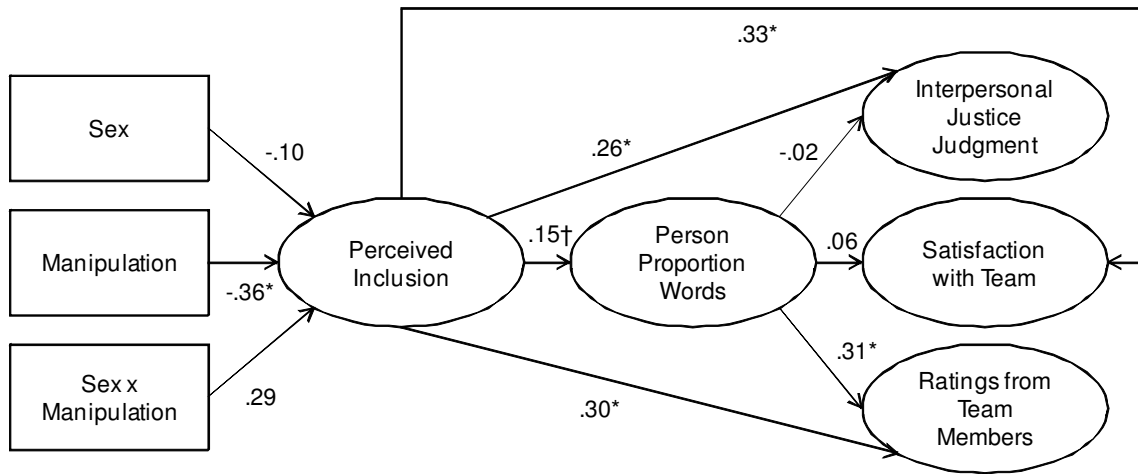 .33*
Sex
-.10
.26*
-.02
Interpersonal
Justice
Judgment
Manipulation
-.36*
Perceived
Inclusion
.15†
Person
Proportion
Words
.06
Satisfaction
with Team
Sex x
Manipulation
.29
.30*
.31*
Ratings from
Team
Members